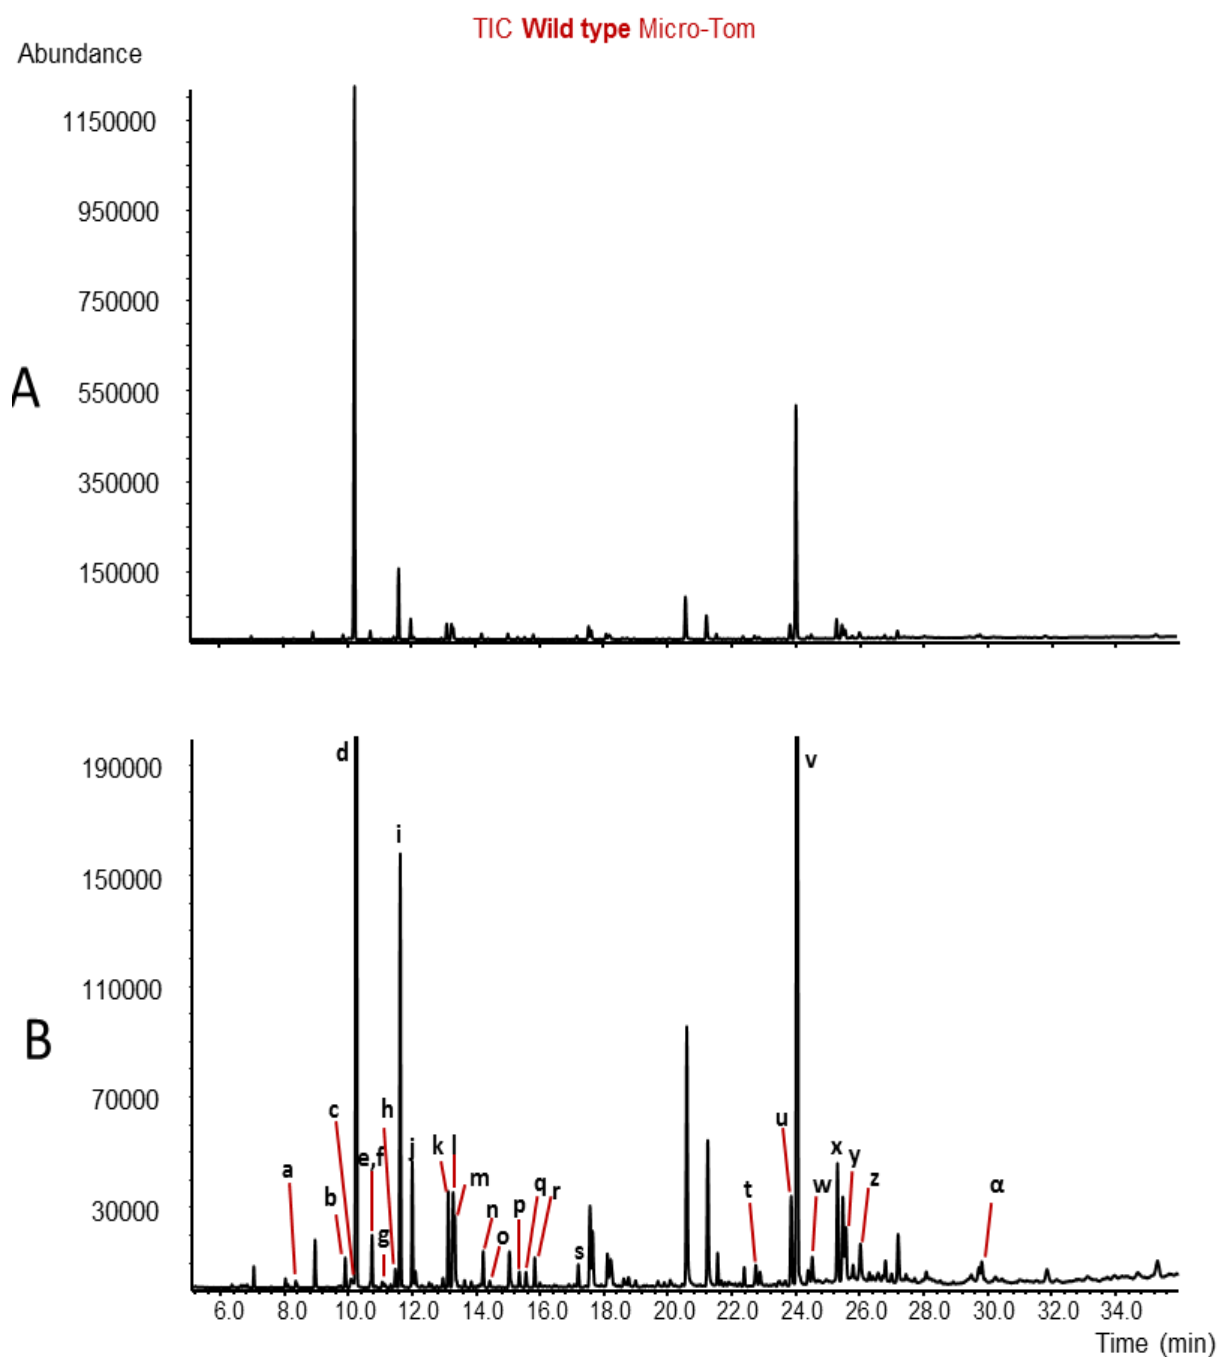 TIC Wild type Micro-Tom
Abundance
1150000
950000
750000
A
550000
350000
150000
d
v
190000
i
150000
110000
B
70000
c
h
u
e,f
j
k
l
x
y
a
b
m
q
r
t
w
z
α
n
p
30000
g
o
s
6.0 8.0 10.0 12.0 14.0 16.0 18.0 20.0 22.0 24.0 26.0 28.0 30.0 32.0 34.0
Time (min)